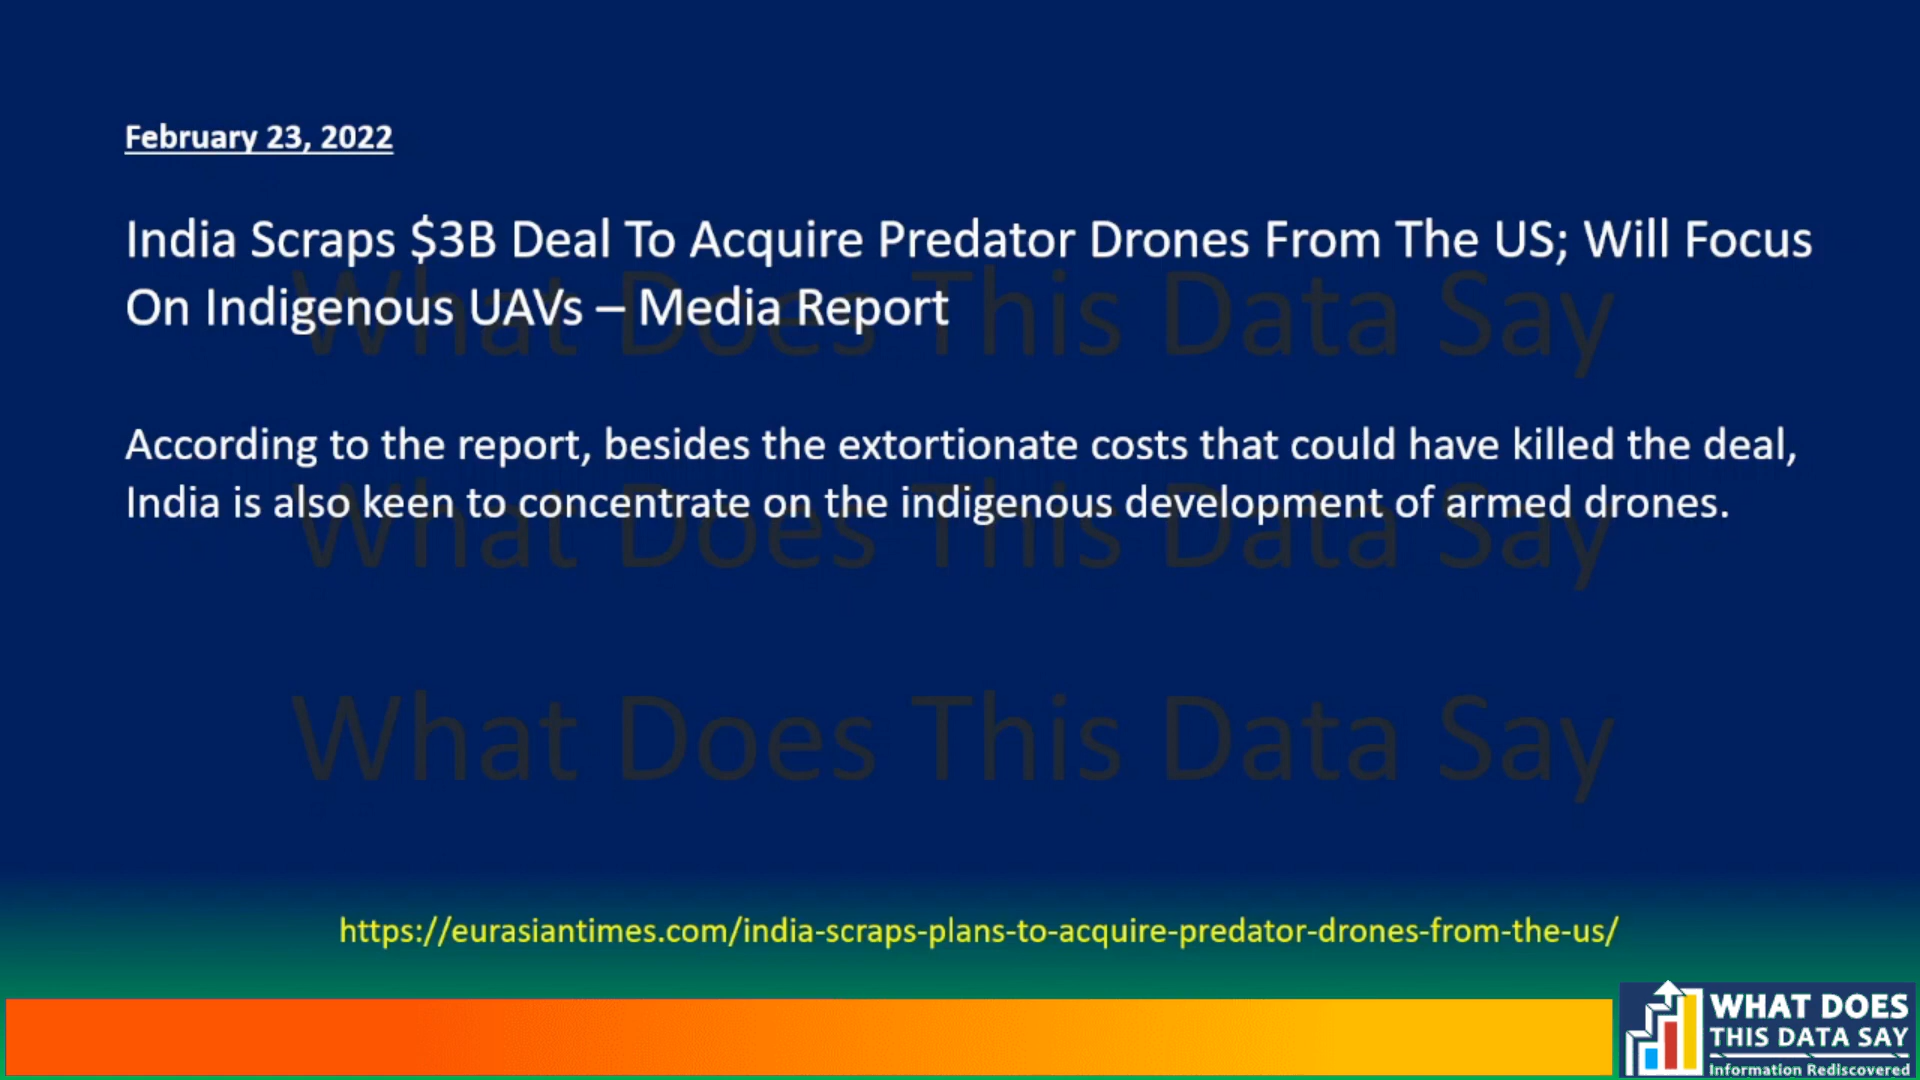 February 23, 2022
India Scraps $3B Deal To Acquire Predator Drones From The US; Will Focus
On Indigenous UAVs – Media Report
What Does This Data Say
According to the report, besides the extortionate costs that could have killed the deal,
India is also keen to concentrate on the indigenous development of armed drones.
What Does This Data Say
What Does This Data Say
https://eurasiantimes.com/india-scraps-plans-to-acquire-predator-drones-from-the-us/
WHAT DOES
THIS DATA SAY
Information Rediscovered